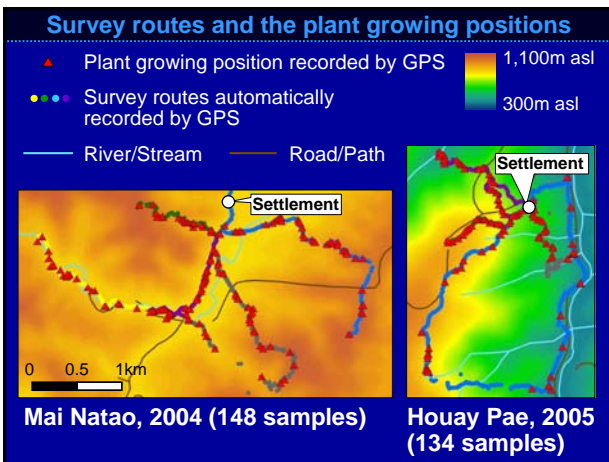 Survey routes and the plant growing positions
Plant growing position recorded by GPS
Survey routes automatically
recorded by GPS
River/Stream
Road/Path
1,100m asl
300m asl
Settlement
Settlement
0 0.5 1km
Mai Natao, 2004 (148 samples)
Houay Pae, 2005
(134 samples)